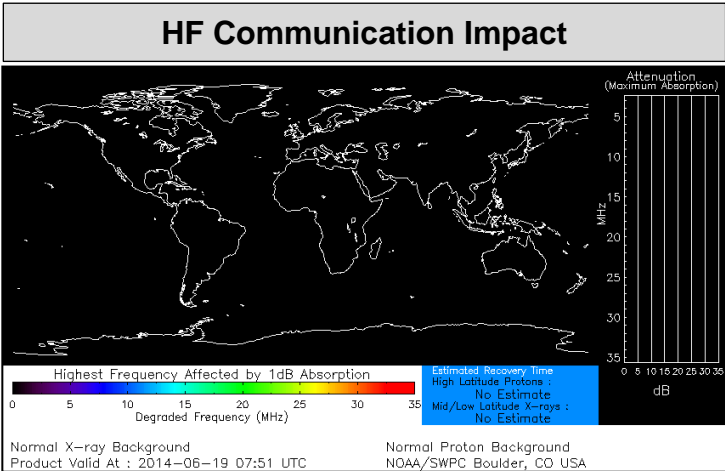 HF Communication Impact
Attenuation
(Maximum Absorption)
5
10
15
20
25
30
35
MHz
0 5 10 15 20 25 30 35
dB
Highest Frequency Affected by 1dB Absorption
0 5 10 15 20 25 30 35
Degraded Frequency (MHz)
Estimated Recovery Time
High Latitude Protons :
No Estimate
Mid/Low Latitude X-rays :
No Estimate
Normal X-ray Background
Normal Proton Background
Product Valid At : 2014-06-19 07:51 UTC
NOAA/SWPC Boulder, CO USA